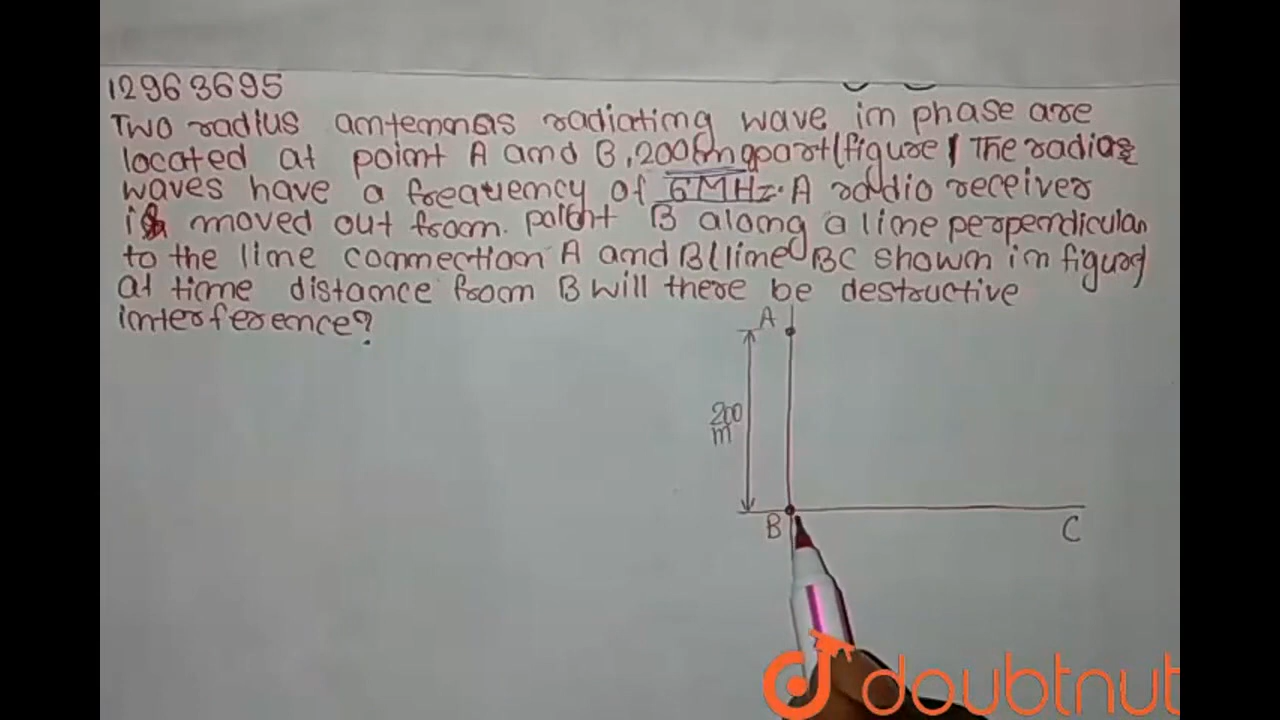 12963695
Two radius antennas radiating wave in phase are
located at point A and B, 200m apart (figure) The radias
waves have a frequency of 6MHz. A radio receiver
is moved out from. point B along a line perpendicular
to the line connection A and B (line BC shown in figure)
at time distance from B will there be destructive
interference?
A
200
m
B
C
doubtnut